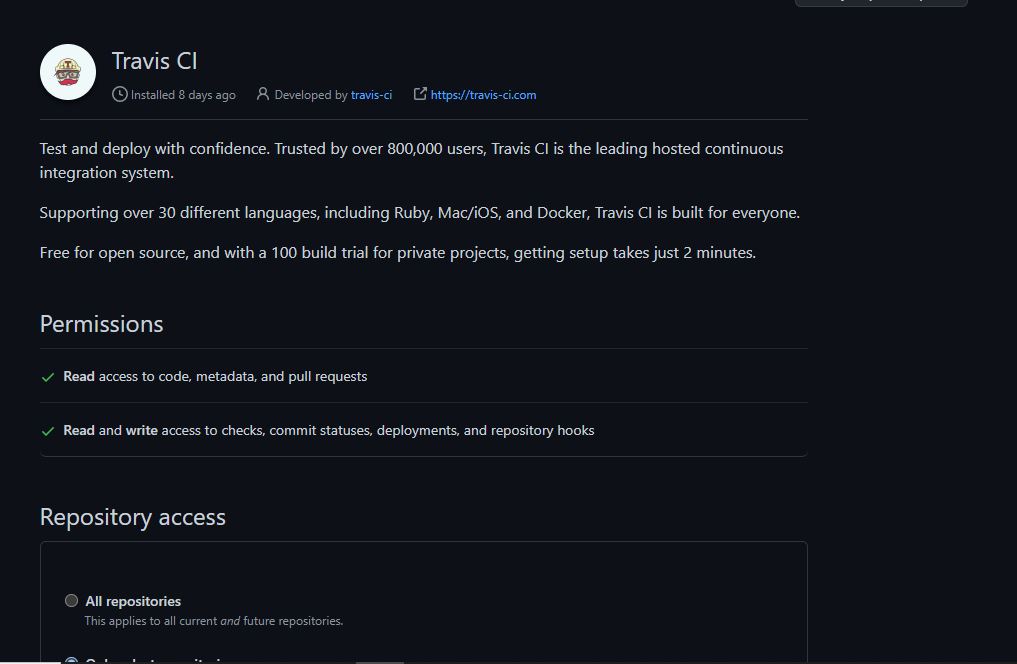 Travis CI
Installed 8 days ago Developed by travis-ci https://travis-ci.com
Test and deploy with confidence. Trusted by over 800,000 users, Travis CI is the leading hosted continuous
integration system.
Supporting over 30 different languages, including Ruby, Mac/iOS, and Docker, Travis CI is built for everyone.
Free for open source, and with a 100 build trial for private projects, getting setup takes just 2 minutes.
Permissions
Read access to code, metadata, and pull requests
Read and write access to checks, commit statuses, deployments, and repository hooks
Repository access
All repositories
This applies to all current and future repositories.